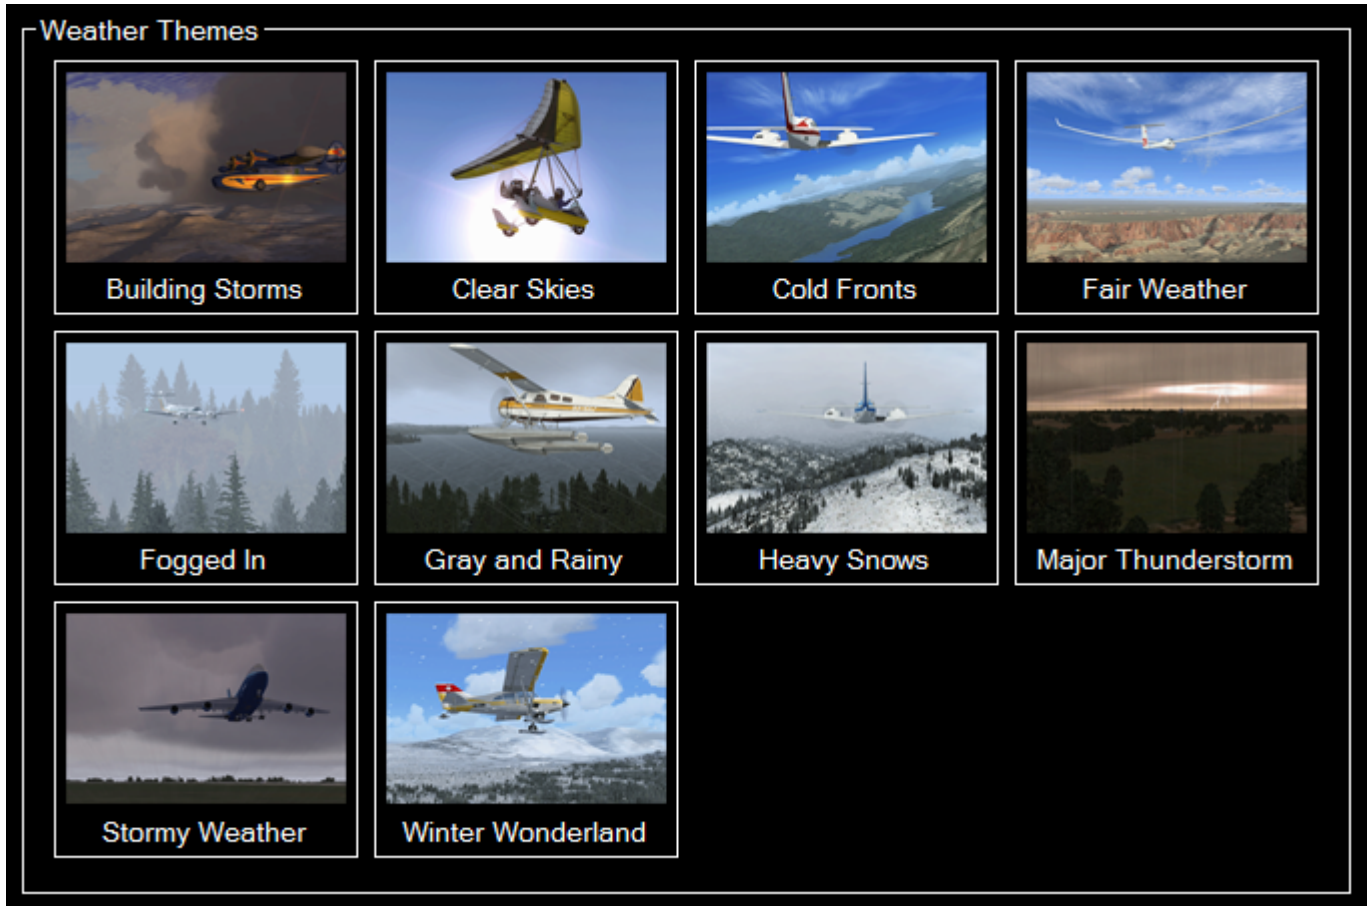 Weather Themes
Building Storms
Clear Skies
Cold Fronts
Fair Weather
Fogged In
Gray and Rainy
Heavy Snows
Major Thunderstorm
Stormy Weather
Winter Wonderland